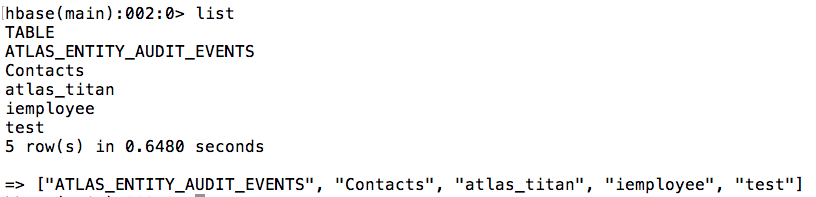 hbase(main):002:0> list
TABLE
ATLAS_ENTITY_AUDIT_EVENTS
Contacts
atlas_titan
iemployee
test
5 row(s) in 0.6480 seconds
=> ["ATLAS_ENTITY_AUDIT_EVENTS", "Contacts", "atlas_titan", "iemployee", "test"]